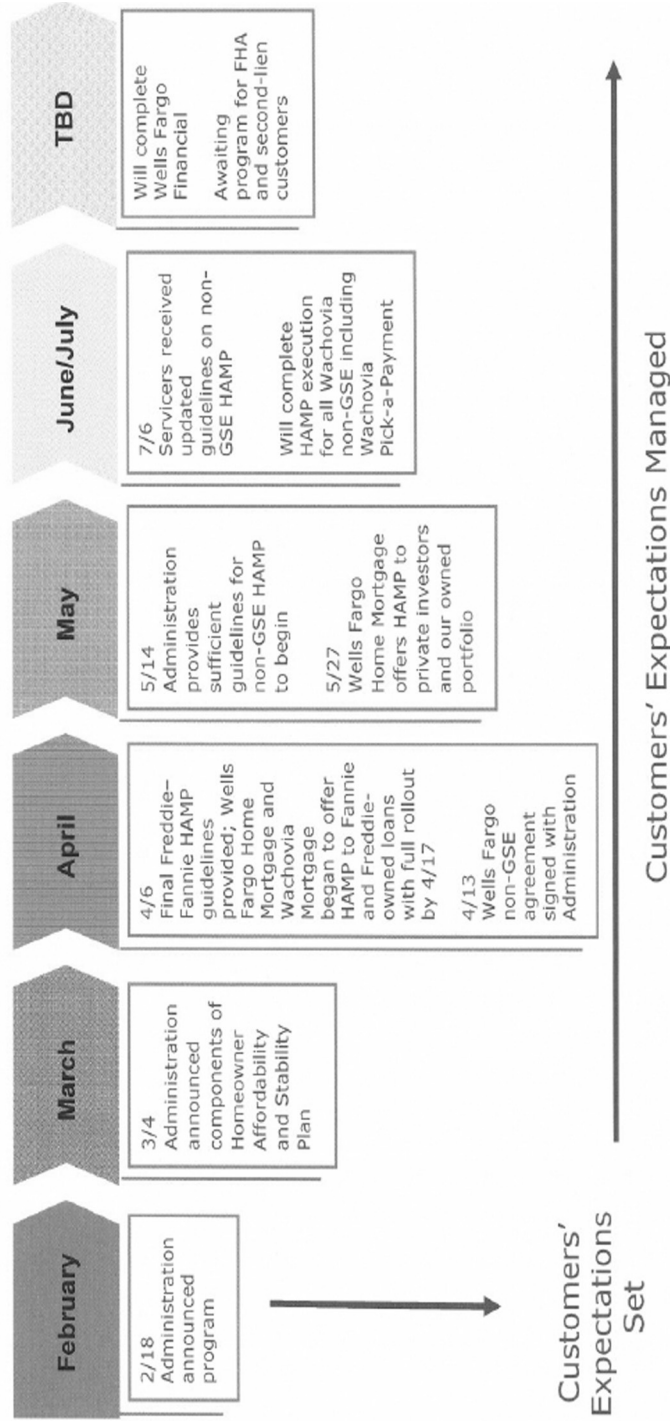 February
2/18
Administration
announced
program
Customers'
Expectations
Set
March
3/4
Administration
announced
components of
Homeowner
Affordability
and Stability
Plan
April
4/6
Final Freddie–
Fannie HAMP
guidelines
provided; Wells
Fargo Home
Mortgage and
Wachovia
Mortgage
began to offer
HAMP to Fannie
and Freddie-
owned loans
with full rollout
by 4/17
4/13
Wells Fargo
non-GSE
agreement
signed with
Administration
May
5/14
Administration
provides
sufficient
guidelines for
non-GSE HAMP
to begin
5/27
Wells Fargo
Home Mortgage
offers HAMP to
private investors
and our owned
portfolio
June/July
7/6
Servicers received
updated
guidelines on non-
GSE HAMP
Will complete
HAMP execution
for all Wachovia
non-GSE including
Wachovia
Pick-a-Payment
TBD
Will complete
Wells Fargo
Financial
Awaiting
program for FHA
and second-lien
customers
Customers' Expectations Managed